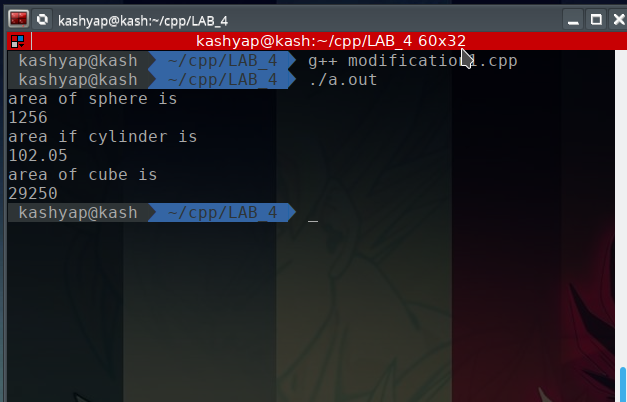 kashyap@kash:~/cpp/LAB_4
kashyap@kash:~/cpp/LAB_4 60x32
kashyap@kash ~/cpp/LAB_4 g++ modification1.cpp
kashyap@kash ~/cpp/LAB_4 ./a.out
area of sphere is
1256
area if cylinder is
102.05
area of cube is
29250
kashyap@kash ~/cpp/LAB_4 _